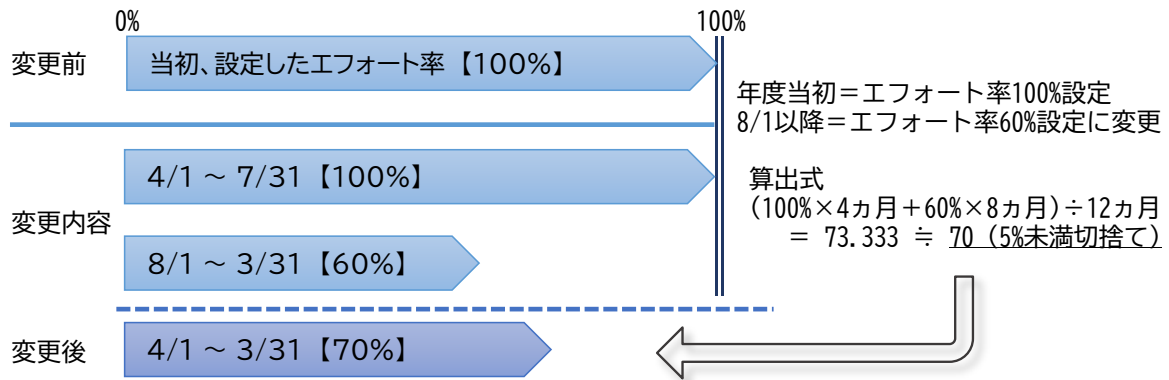 0%
100%
変更前
当初、設定したエフォート率【100%】
年度当初＝エフォート率100%設定
8/1以降＝エフォート率60%設定に変更
変更内容
4/1 ～ 7/31【100%】
8/1 ～ 3/31【60%】
算出式
(100%×4ヵ月＋60%×8ヵ月)÷12ヵ月
＝ 73.333 ≒ 70（5%未満切捨て）
変更後
4/1 ～ 3/31【70%】